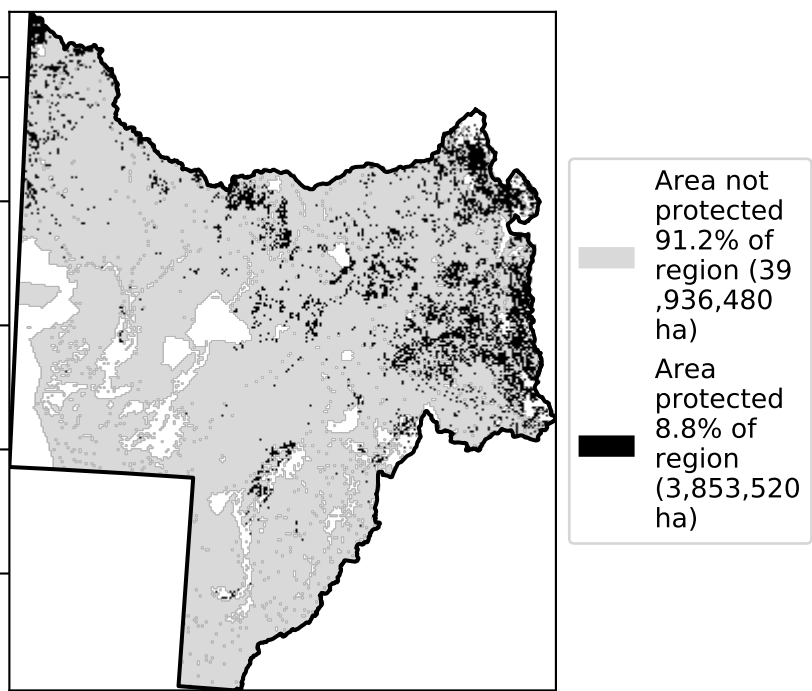 Area not
protected
91.2% of
region (39
,936,480
ha)
Area
protected
8.8% of
region
(3,853,520
ha)